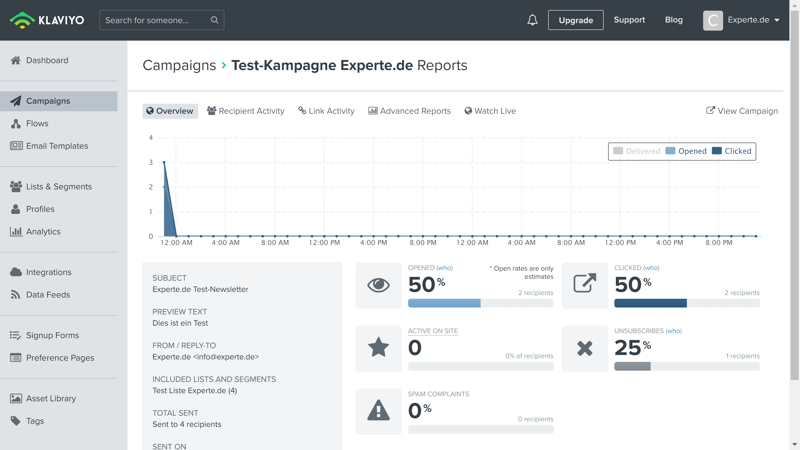 KLAVIYO
Search for someone...
Upgrade
Support
Blog
C
Experte.de
Dashboard
Campaigns
Flows
Email Templates
Lists & Segments
Profiles
Analytics
Integrations
Data Feeds
Signup Forms
Preference Pages
Asset Library
Tags
Campaigns › Test-Kampagne Experte.de Reports
Overview
Recipient Activity
Link Activity
Advanced Reports
Watch Live
View Campaign
Delivered
Opened
Clicked
4
3
2
1
0
12:00 AM 4:00 AM 8:00 AM 12:00 PM 4:00 PM 8:00 PM 12:00 AM 4:00 AM 8:00 AM 12:00 PM 4:00 PM 8:00 PM
SUBJECT
Experte.de Test-Newsletter
PREVIEW TEXT
Dies ist ein Test
FROM / REPLY-TO
Experte.de <info@experte.de>
INCLUDED LISTS AND SEGMENTS
Test Liste Experte.de (4)
TOTAL SENT
Sent to 4 recipients
SENT ON
OPENED (who)
* Open rates are only
estimates
50%
2 recipients
CLICKED (who)
50%
2 recipients
ACTIVE ON SITE
0
0% of recipients
UNSUBSCRIBES (who)
25%
1 recipients
SPAM COMPLAINTS
0%
0 recipients